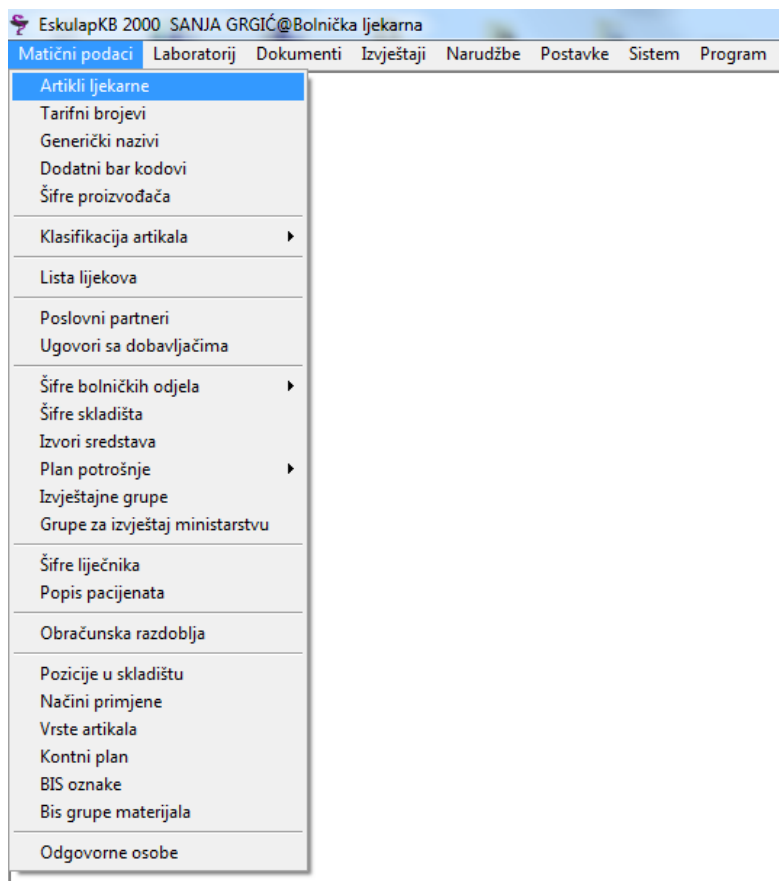 EskulapKB 2000 SANJA GRGIĆ@Bolnička ljekarna
Matični podaci Laboratorij Dokumenti Izvještaji Narudžbe Postavke Sistem Program
Artikli ljekarne
Tarifni brojevi
Generički nazivi
Dodatni bar kodovi
Šifre proizvođača
Klasifikacija artikala
Lista lijekova
Poslovni partneri
Ugovori sa dobavljačima
Šifre bolničkih odjela
Šifre skladišta
Izvori sredstava
Plan potrošnje
Izvještajne grupe
Grupe za izvještaj ministarstvu
Šifre liječnika
Popis pacijenata
Obračunska razdoblja
Pozicije u skladištu
Načini primjene
Vrste artikala
Kontni plan
BIS oznake
Bis grupe materijala
Odgovorne osobe